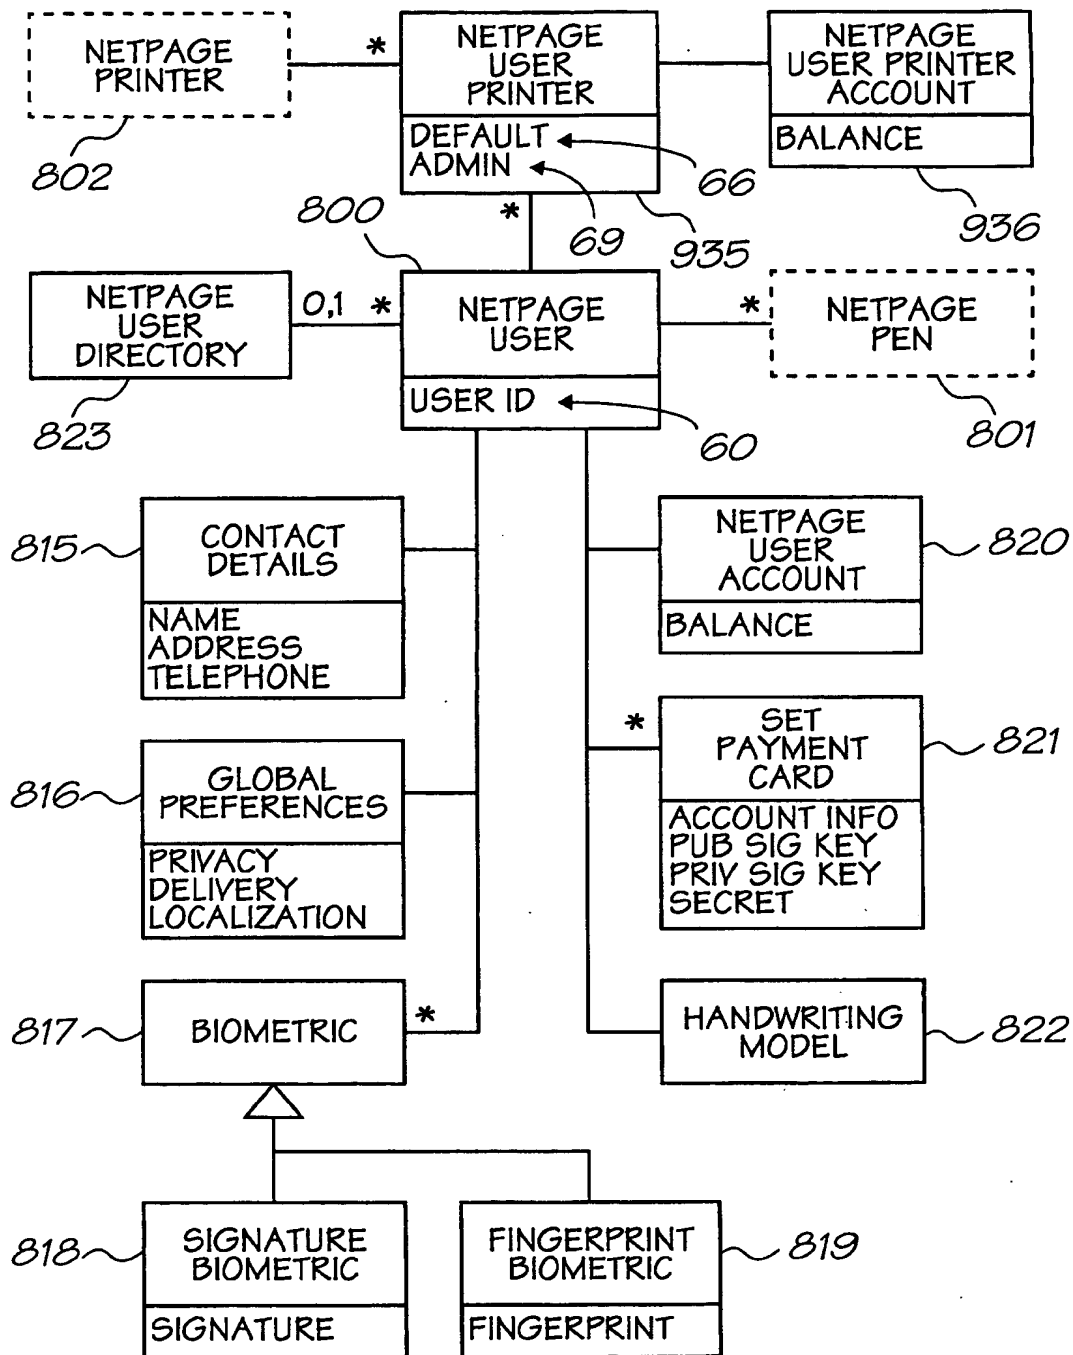 NETPAGE
PRINTER
802
*
NETPAGE
USER
PRINTER
DEFAULT
ADMIN
66
69
935
NETPAGE
USER PRINTER
ACCOUNT
BALANCE
936
*
800
NETPAGE
USER
DIRECTORY
823
0,1
*
NETPAGE
USER
USER ID
60
*
NETPAGE
PEN
801
815
CONTACT
DETAILS
NAME
ADDRESS
TELEPHONE
NETPAGE
USER
ACCOUNT
BALANCE
820
816
GLOBAL
PREFERENCES
PRIVACY
DELIVERY
LOCALIZATION
*
SET
PAYMENT
CARD
ACCOUNT INFO
PUB SIG KEY
PRIV SIG KEY
SECRET
821
817
BIOMETRIC
*
HANDWRITING
MODEL
822
818
SIGNATURE
BIOMETRIC
SIGNATURE
FINGERPRINT
BIOMETRIC
FINGERPRINT
819